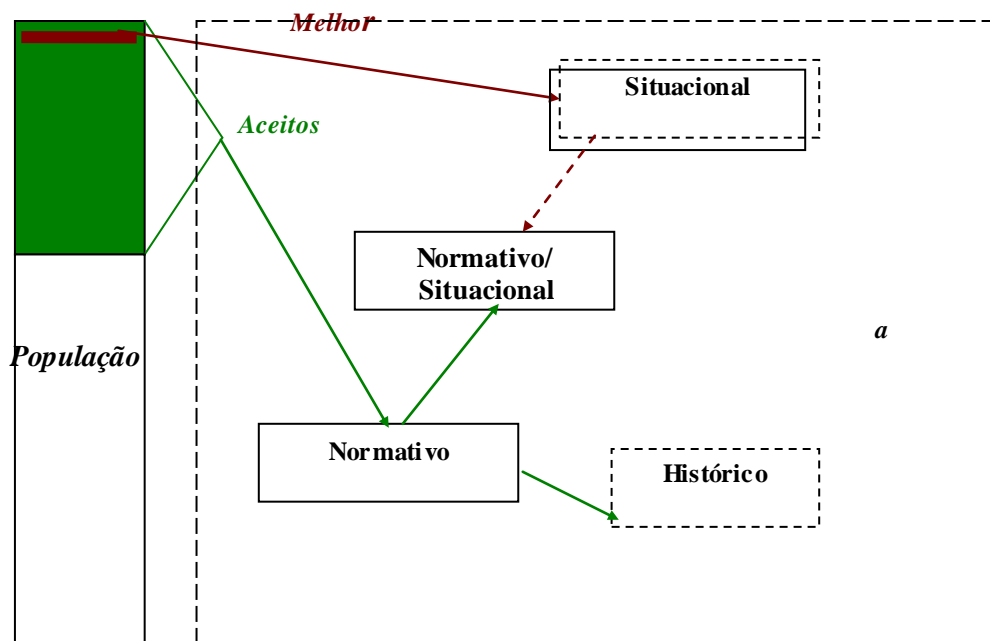 Melhor
Situacional
Aceitos
Normativo/
Situacional
a
População
Normativo
Histórico